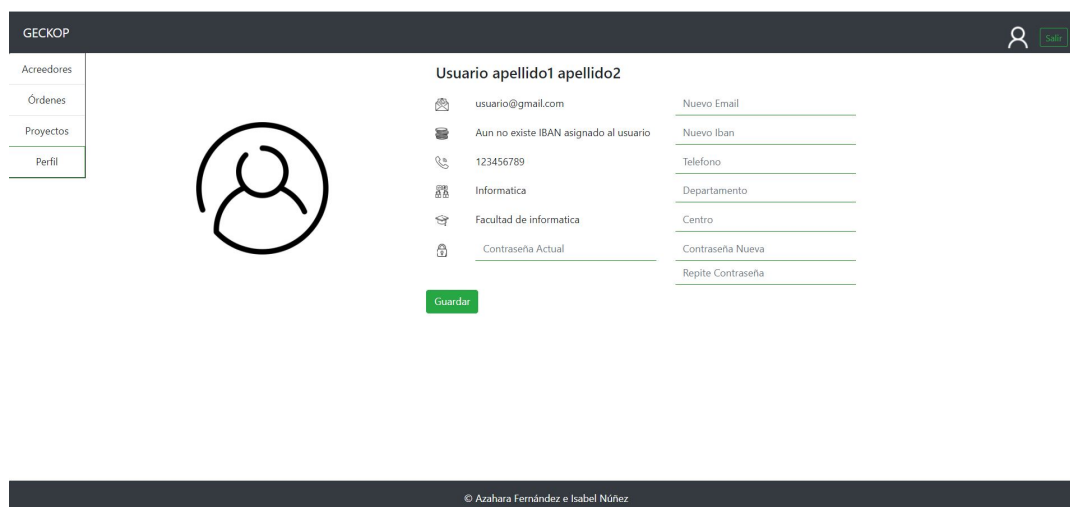 GECKOP
Salir
Acreedores
Órdenes
Proyectos
Perfil
Usuario apellido1 apellido2
usuario@gmail.com Nuevo Email
Aun no existe IBAN asignado al usuario Nuevo Iban
123456789 Telefono
Informatica Departamento
Facultad de informatica Centro
Contraseña Actual Contraseña Nueva
Repite Contraseña
Guardar
© Azahara Fernández e Isabel Núñez